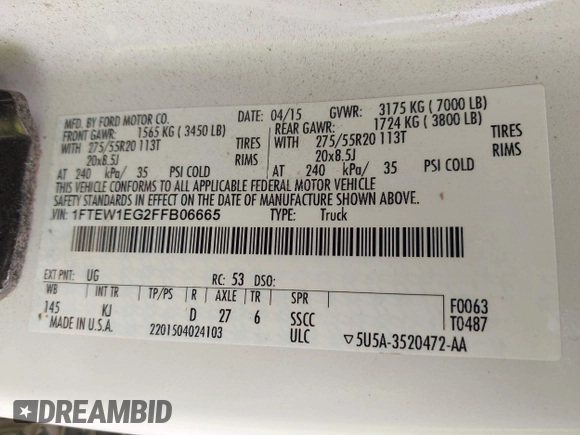 MFD. BY FORD MOTOR CO.
04/15 GVWR: 3175 KG ( 7000 LB)
FRONT GAWR: 1565 KG ( 3450 LB) REAR GAWR: 1724 KG ( 3800 LB)
WITH 275/55R20 113T TIRES WITH 275/55R20 113T TIRES
20x8.5J RIMS 20x8.5J RIMS
AT 240 kPa/ 35 PSI COLD AT 240 kPa/ 35 PSI COLD
THIS VEHICLE CONFORMS TO ALL APPLICABLE FEDERAL MOTOR VEHICLE
SAFETY STANDARDS IN EFFECT ON THE DATE OF MANUFACTURE SHOWN ABOVE.
VIN: 1FTEW1EG2FFB06665 TYPE: Truck
EXT PNT: UG RC: 53 DSO:
WB INT TR TP/PS R AXLE TR SPR F0063
145 KJ D 27 6 SSCC T0487
MADE IN U.S.A. 2201504024103 ULC ▽5U5A-3520472-AA
DREAMBID